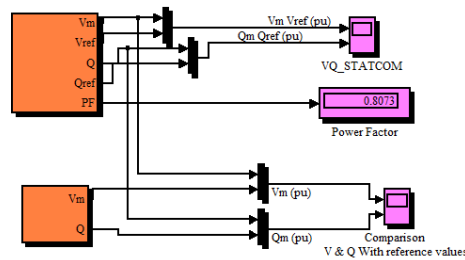 Vm
Vref
Q
Qref
PF
Vm Vref (pu)
Qm Qref (pu)
VQ_STATCOM
0.8073
Power Factor
Vm
Q
Vm (pu)
Qm (pu)
Comparison
V & Q With reference values